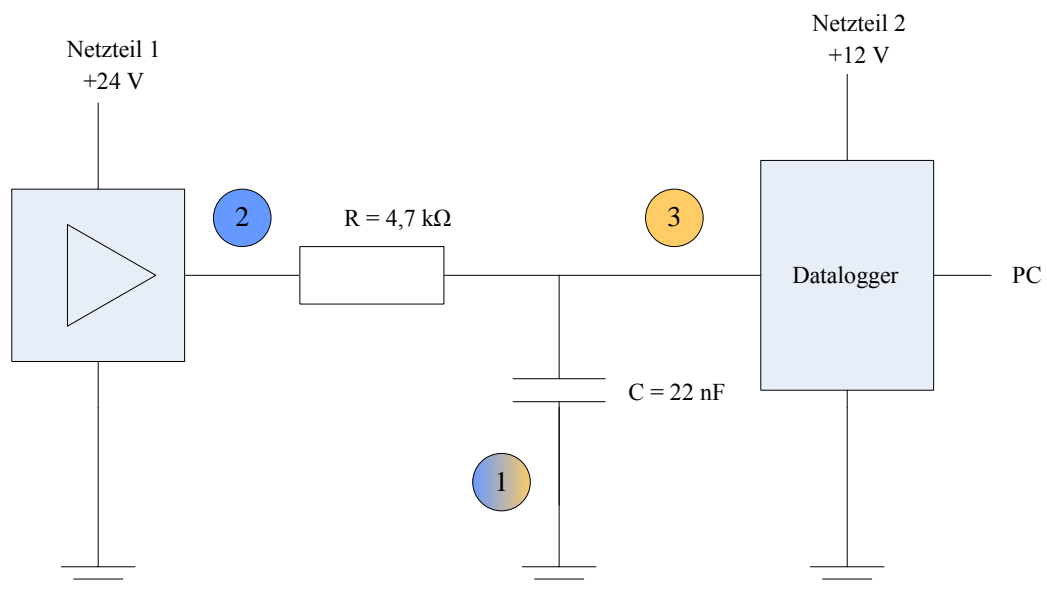 Netzteil 1
+24 V
Netzteil 2
+12 V
2
R = 4,7 kΩ
3
Datalogger
PC
C = 22 nF
1